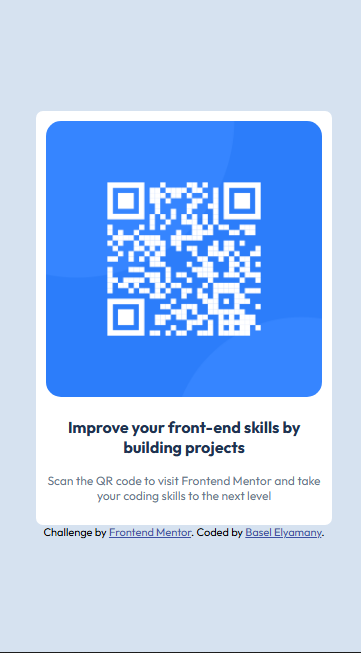 Improve your front-end skills by
building projects
Scan the QR code to visit Frontend Mentor and take
your coding skills to the next level
Challenge by Frontend Mentor. Coded by Basel Elyamany.